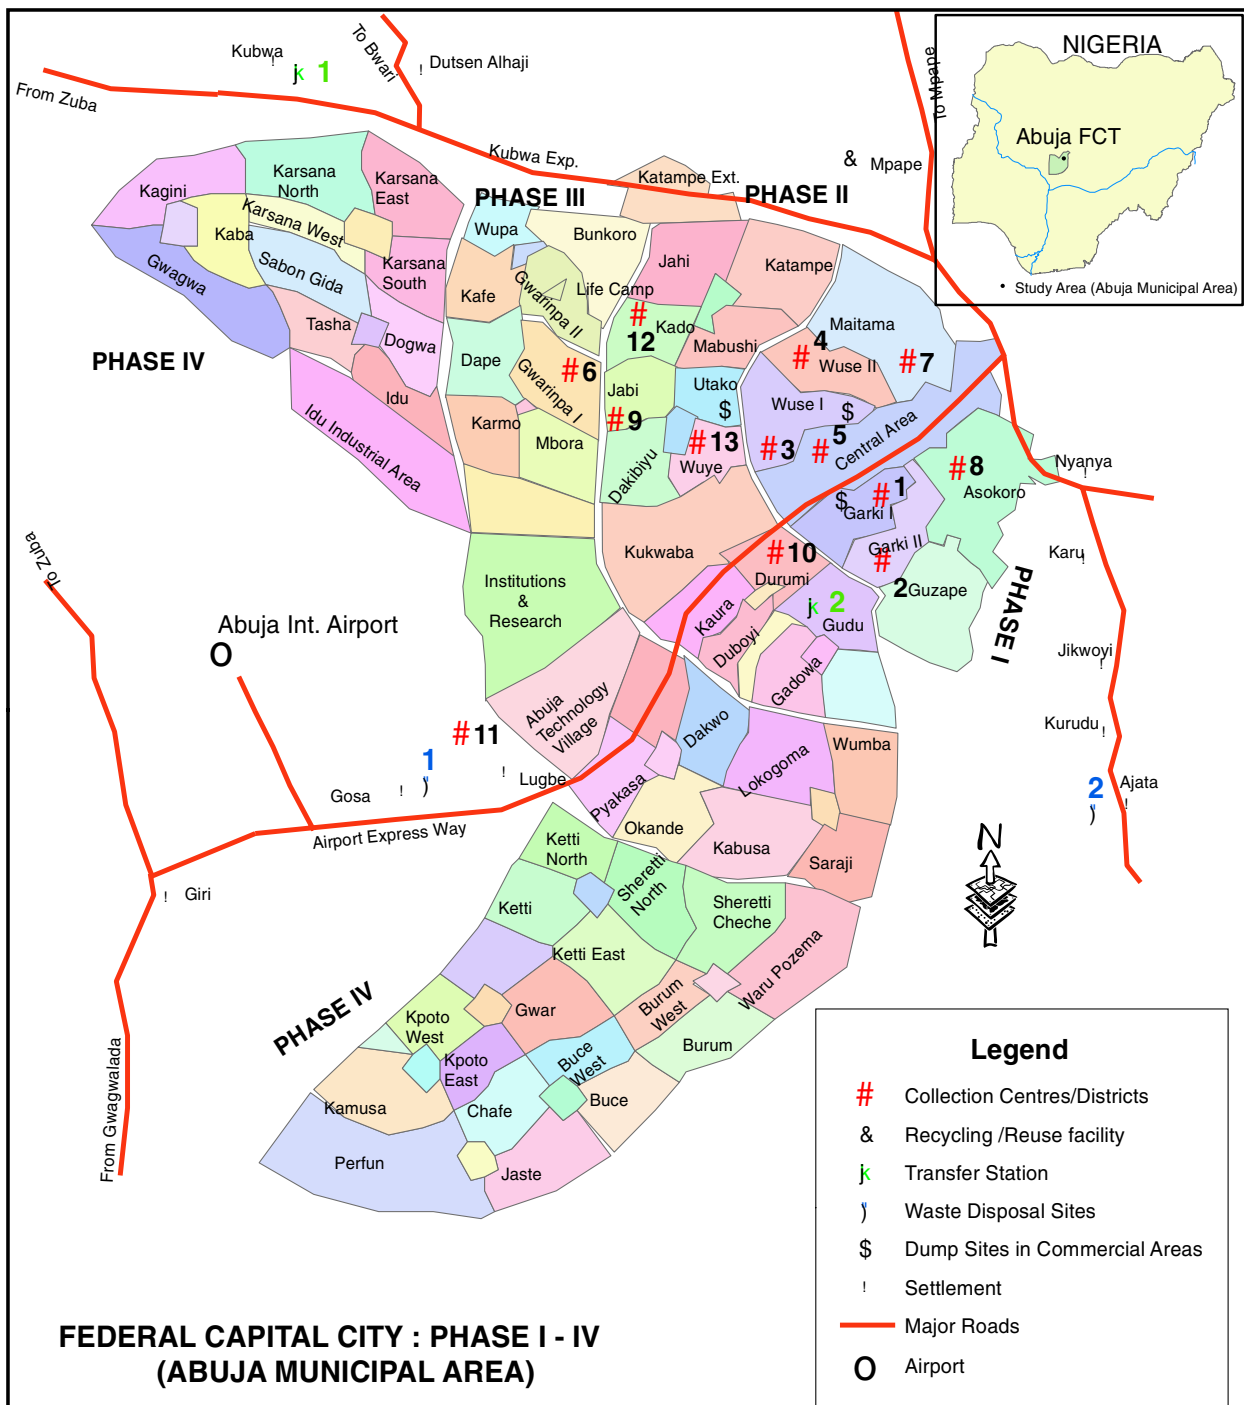 NIGERIA
Abuja FCT
• Study Area (Abuja Municipal Area)
Kubwa
!
jk 1
To Bwari
!
Dutsen Alhaji
To Mpape
From Zuba
Kubwa Exp.
&
Mpape
Katampe Ext.
PHASE III
PHASE II
Karsana
North
Karsana
East
Kagini
Karsana West
Kaba
Wupa
Bunkoro
Jahi
Katampe
Gwagwa
Sabon Gida
Karsana
South
Kafe
Gwarinpa II
Life Camp
Tasha
Dogwa
# 12
Kado
Mabushi
Maitama
# 4
Wuse II
# 7
PHASE IV
Dape
Gwarinpa I
# 6
Jabi
Utako
$
Wuse I
$
Idu
Idu Industrial Area
Karmo
Mbora
# 9
# 13
Wuye
# 3
# 5
Central Area
Dakibiyu
# 8
Asokoro
Nyanya
!
$
# 1
Garki I
Garki II
# 2
Guzape
PHASE I
Karu
!
Kukwaba
# 10
Durumi
jk 2
Gudu
To Zuba
Institutions
&
Research
Kaura
Duboyi
Gadowa
Jikwoyi
!
Abuja Int. Airport
O
Kurudu
!
Abuja
Technology
Village
Dakwo
Lokogoma
Wumba
# 11
1
)
Gosa
!
!
Lugbe
Pyakasa
2
)
Ajata
!
Airport Express Way
Okande
Kabusa
Saraji
N
Ketti
North
Sheretti
North
Giri
!
Ketti
Sheretti
Cheche
Ketti East
Waru Pozema
Burum
West
PHASE IV
Kpoto
West
Gwar
Burum
Kpoto
East
Buce
West
Buce
Kamusa
Chafe
From Gwagwalada
Perfun
Jaste
Legend
# Collection Centres/Districts
& Recycling /Reuse facility
jk Transfer Station
) Waste Disposal Sites
$ Dump Sites in Commercial Areas
! Settlement
Major Roads
O Airport
FEDERAL CAPITAL CITY : PHASE I - IV
(ABUJA MUNICIPAL AREA)